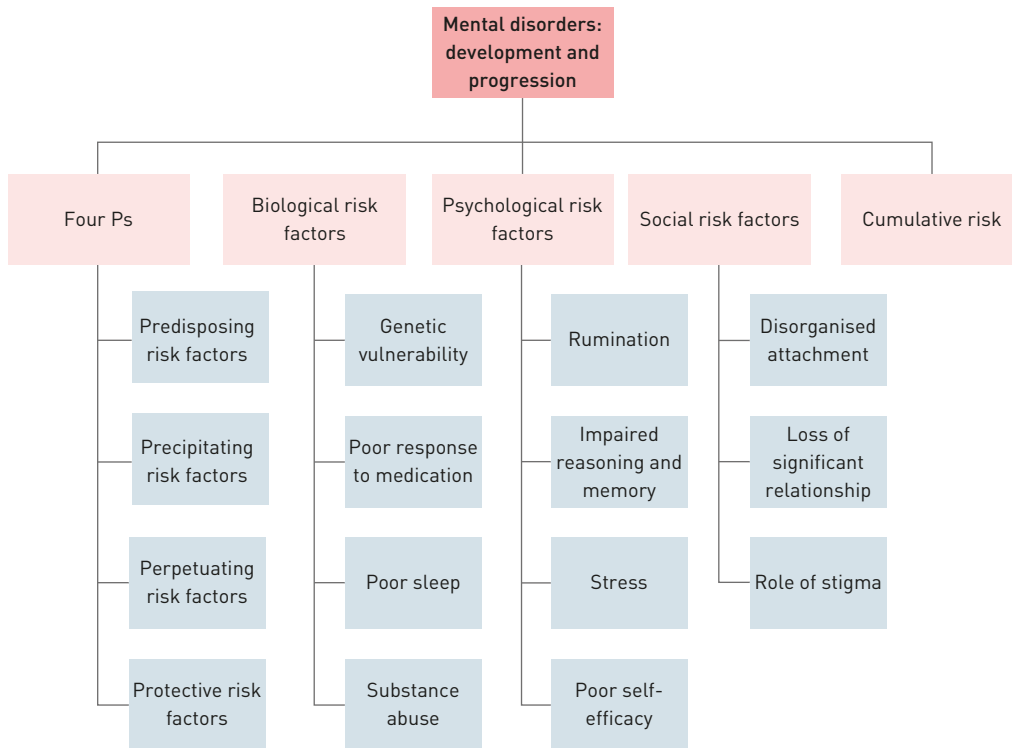 Mental disorders:
development and
progression
Four Ps
Biological risk
factors
Psychological risk
factors
Social risk factors
Cumulative risk
Predisposing
risk factors
Precipitating
risk factors
Perpetuating
risk factors
Protective risk
factors
Genetic
vulnerability
Poor response
to medication
Poor sleep
Substance
abuse
Rumination
Impaired
reasoning and
memory
Stress
Poor self-
efficacy
Disorganised
attachment
Loss of
significant
relationship
Role of stigma